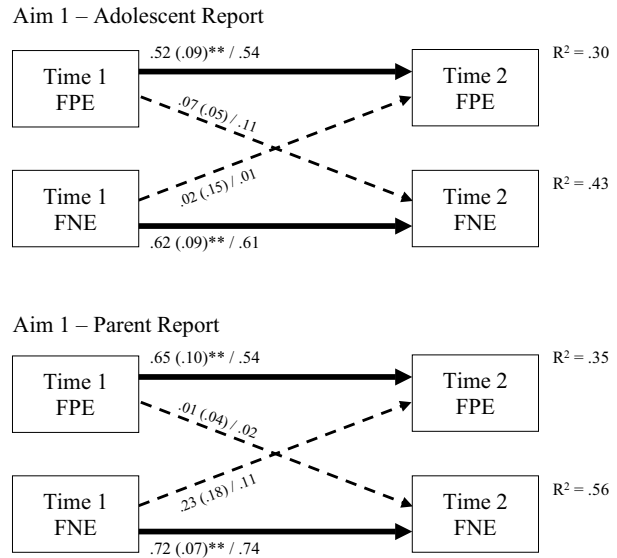 Aim 1 – Adolescent Report
.52 (.09)** / .54
R² = .30
Time 1
FPE
Time 2
FPE
.07 (.05) / .11
.02 (.15) / .01
Time 1
FNE
Time 2
FNE
R² = .43
.62 (.09)** / .61
Aim 1 – Parent Report
.65 (.10)** / .54
R² = .35
Time 1
FPE
Time 2
FPE
.01 (.04) / .02
.23 (.18) / .11
Time 1
FNE
Time 2
FNE
R² = .56
.72 (.07)** / .74